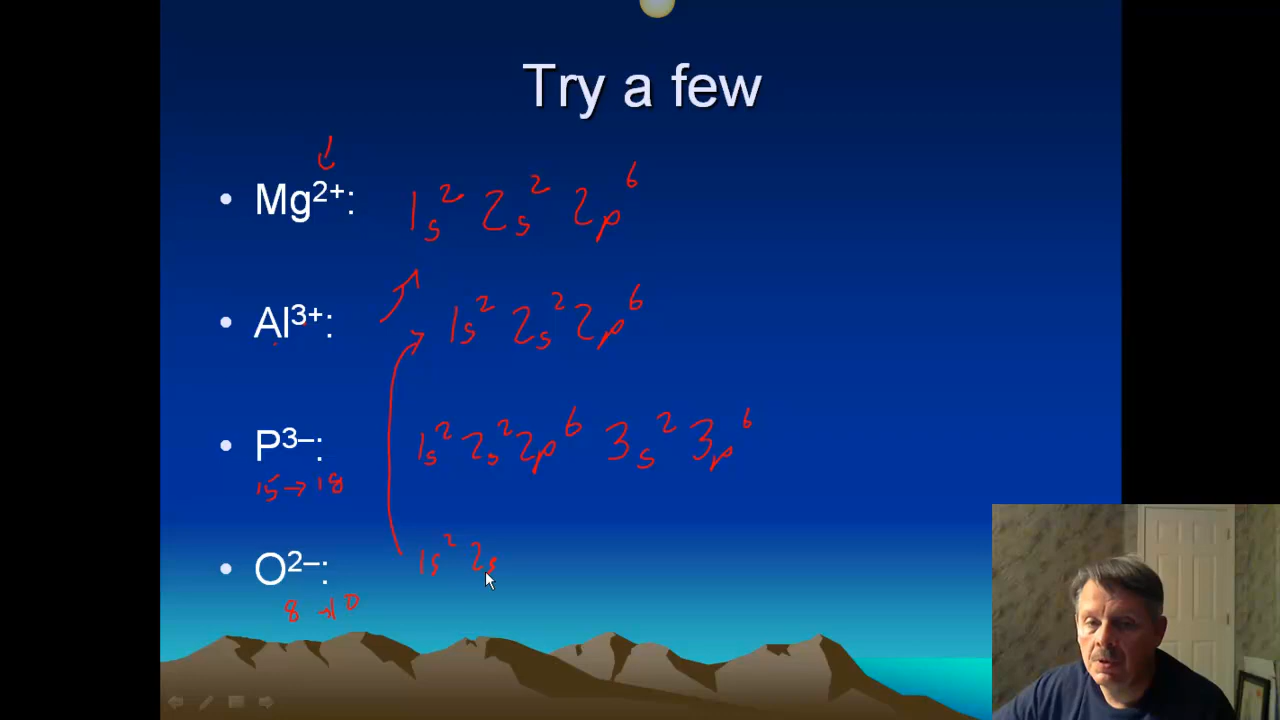 Try a few
• Mg²⁺: 1s² 2s² 2p⁶
• Al³⁺: 1s² 2s² 2p⁶
• P³⁻: 1s² 2s² 2p⁶ 3s² 3p⁶
15 → 18
• O²⁻: 1s² 2s
8 → 10